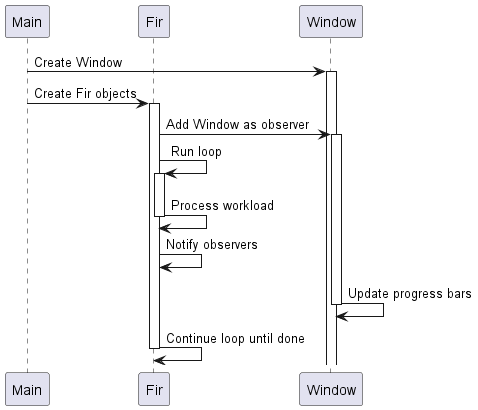 Main
Fir
Window
Create Window
Create Fir objects
Add Window as observer
Run loop
Process workload
Notify observers
Update progress bars
Continue loop until done
Main
Fir
Window